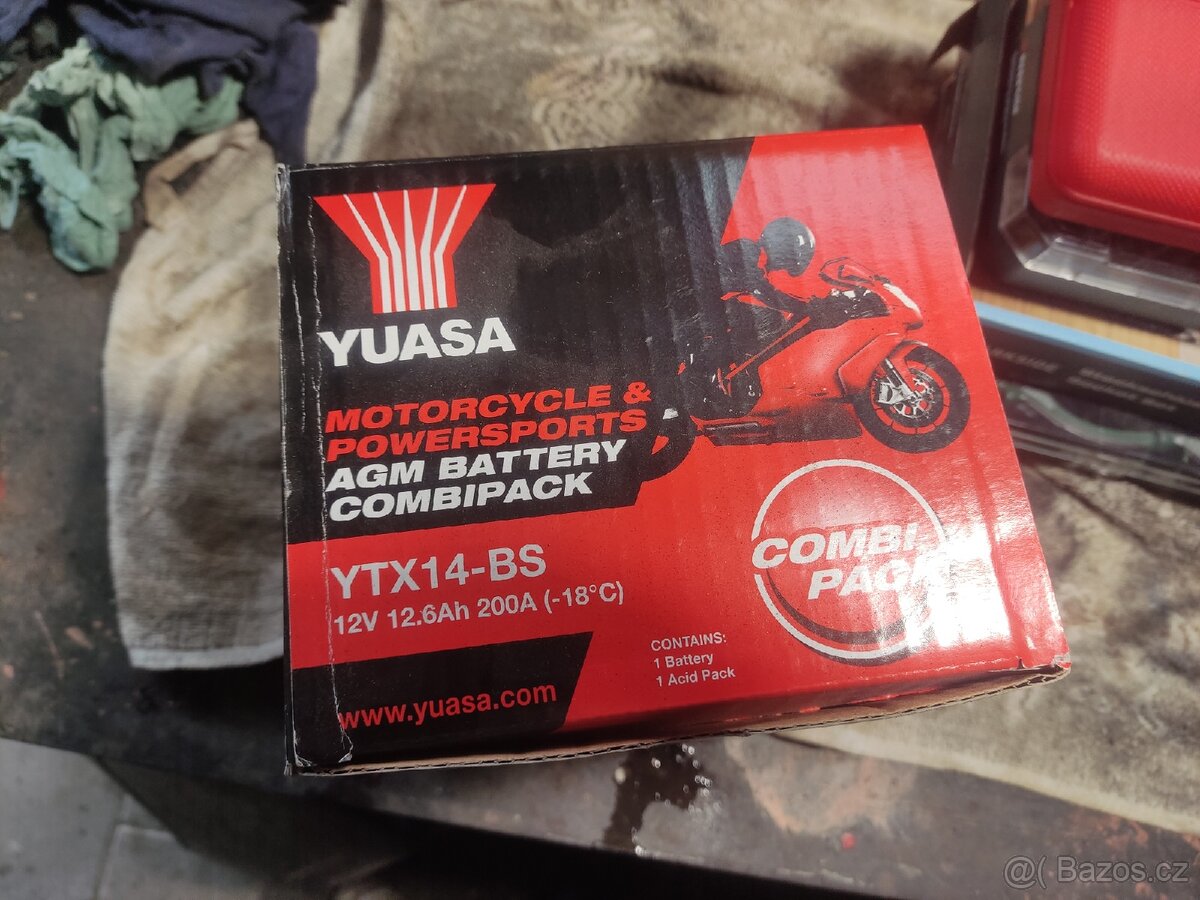 YUASA
MOTORCYCLE &
POWERSPORTS
AGM BATTERY
COMBIPACK
COMBI
PACK
YTX14-BS
12V 12.6Ah 200A (-18°C)
CONTAINS:
1 Battery
1 Acid Pack
www.yuasa.com
@( Bazos.cz